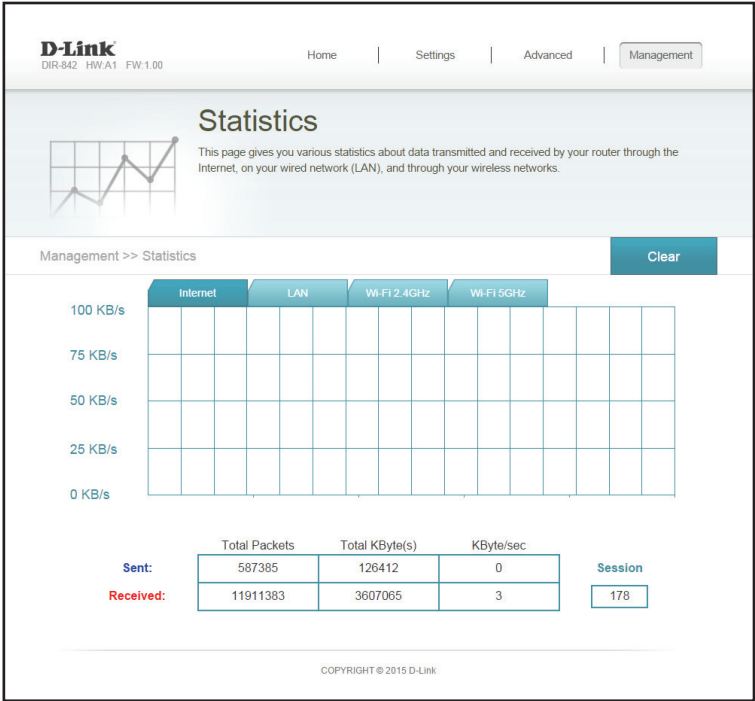 D-Link
DIR-842 HW:A1 FW:1.00
Home | Settings | Advanced | Management
Statistics
This page gives you various statistics about data transmitted and received by your router through the
Internet, on your wired network (LAN), and through your wireless networks.
Management >> Statistics
Clear
Internet LAN Wi-Fi 2.4GHz Wi-Fi 5GHz
100 KB/s
75 KB/s
50 KB/s
25 KB/s
0 KB/s
Total Packets Total KByte(s) KByte/sec
Sent: 587385 126412 0 Session
Received: 11911383 3607065 3 178
COPYRIGHT © 2015 D-Link